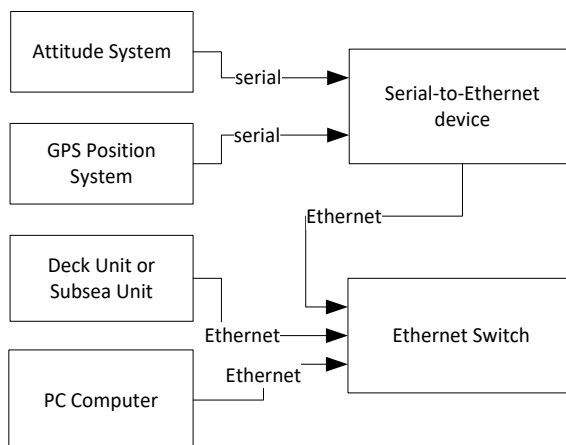 Attitude System
serial
Serial-to-Ethernet
device
GPS Position
System
serial
Ethernet
Deck Unit or
Subsea Unit
Ethernet
Ethernet Switch
Ethernet
PC Computer